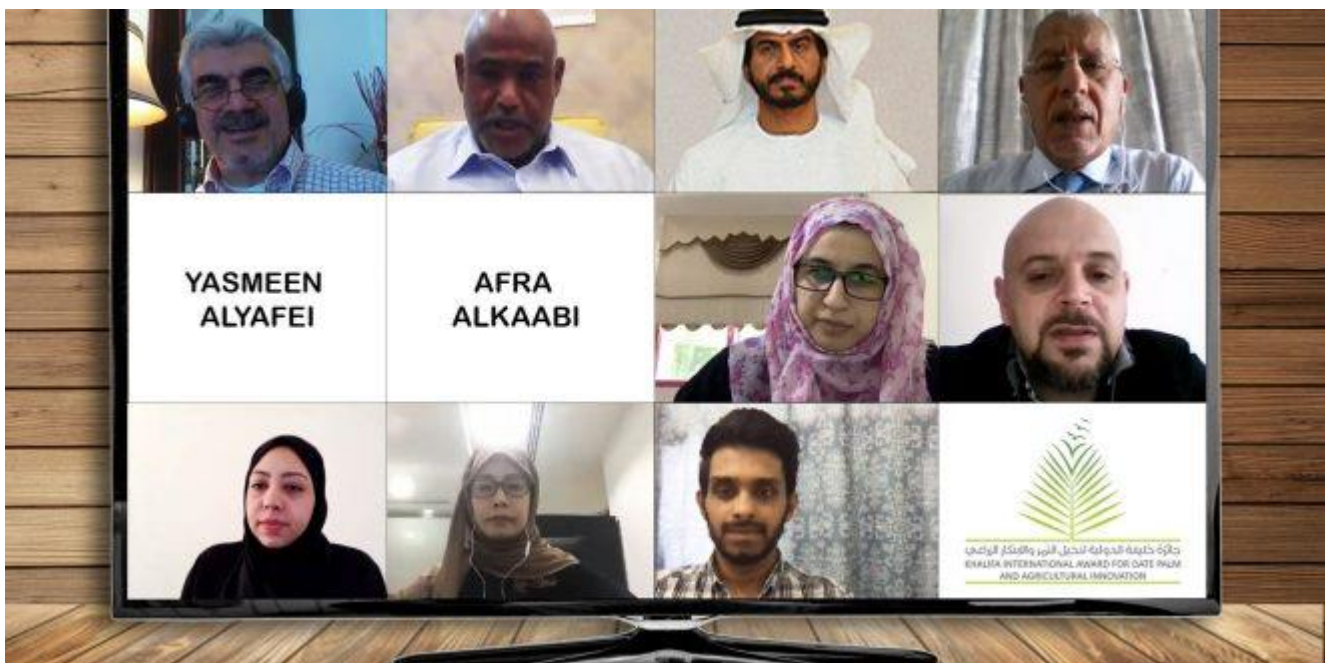 YASMEEN
ALYAFEI
AFRA
ALKAABI
جائزة خليفة الدولية لنخيل التمر والابتكار الزراعي
KHALIFA INTERNATIONAL AWARD FOR DATE PALM
AND AGRICULTURAL INNOVATION